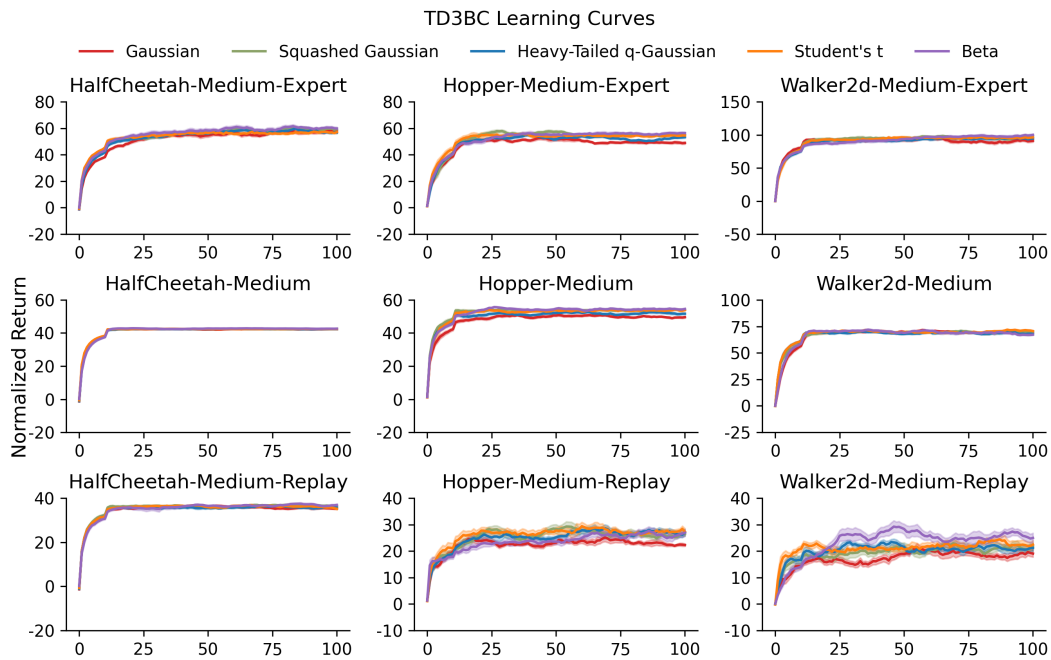 TD3BC Learning Curves
Gaussian Squashed Gaussian Heavy-Tailed q-Gaussian Student's t Beta
HalfCheetah-Medium-Expert Hopper-Medium-Expert Walker2d-Medium-Expert
80 80 150
60 60 100
40 40 50
20 20 0
0 0 -50
-20 -20
0 25 50 75 100 0 25 50 75 100 0 25 50 75 100
Normalized Return
HalfCheetah-Medium Hopper-Medium Walker2d-Medium
60 60 100
40 40 75
20 20 50
0 0 25
-20 -20 0
-25
0 25 50 75 100 0 25 50 75 100 0 25 50 75 100
HalfCheetah-Medium-Replay Hopper-Medium-Replay Walker2d-Medium-Replay
40 40 40
20 30 30
0 20 20
-20 10 10
0 0
-10 -10
0 25 50 75 100 0 25 50 75 100 0 25 50 75 100